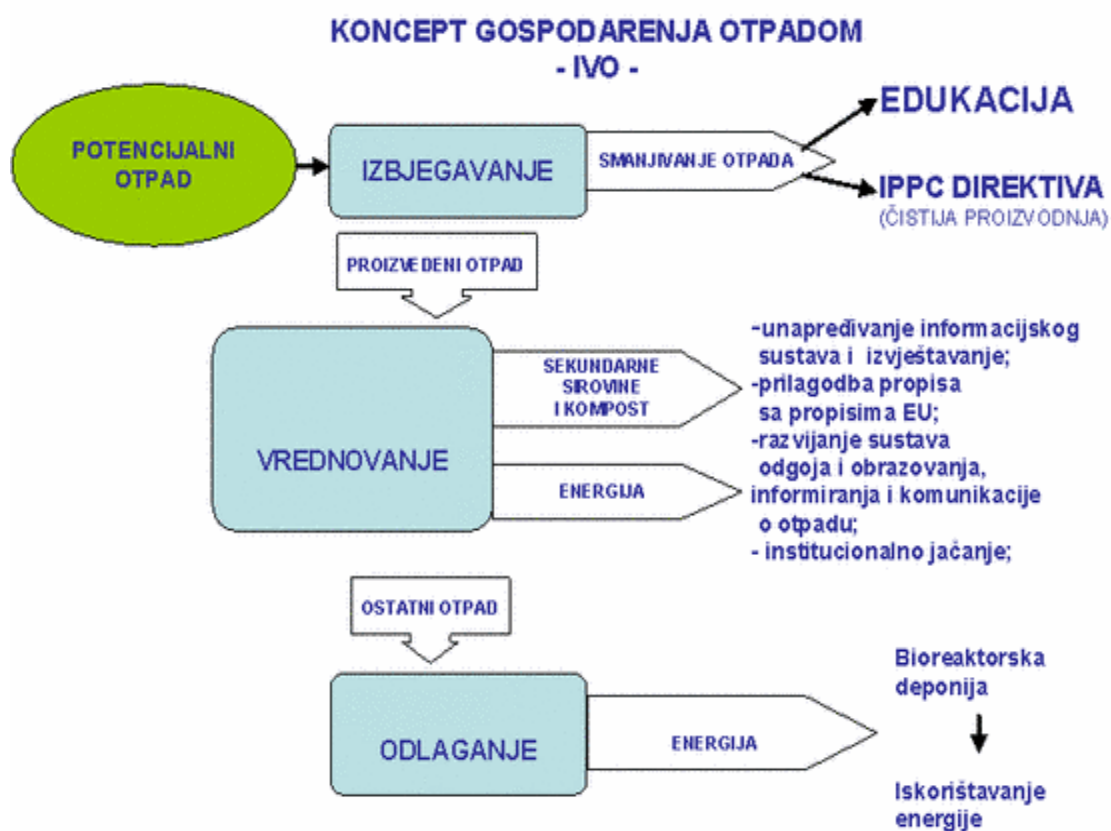 KONCEPT GOSPODARENJA OTPADOM
- IVO -
POTENCIJALNI
OTPAD
IZBJEGAVANJE
SMANJIVANJE OTPADA
EDUKACIJA
IPPC DIREKTIVA
(ČISTIJA PROIZVODNJA)
PROIZVEDENI OTPAD
VREDNOVANJE
SEKUNDARNE
SIROVINE
I KOMPOST
ENERGIJA
-unapređivanje informacijskog
sustava i izvještavanje;
-prilagodba propisa
sa propisima EU;
-razvijanje sustava
odgoja i obrazovanja,
informiranja i komunikacije
o otpadu;
- institucionalno jačanje;
OSTATNI OTPAD
ODLAGANJE
ENERGIJA
Bioreaktorska
deponija
Iskorištavanje
energije